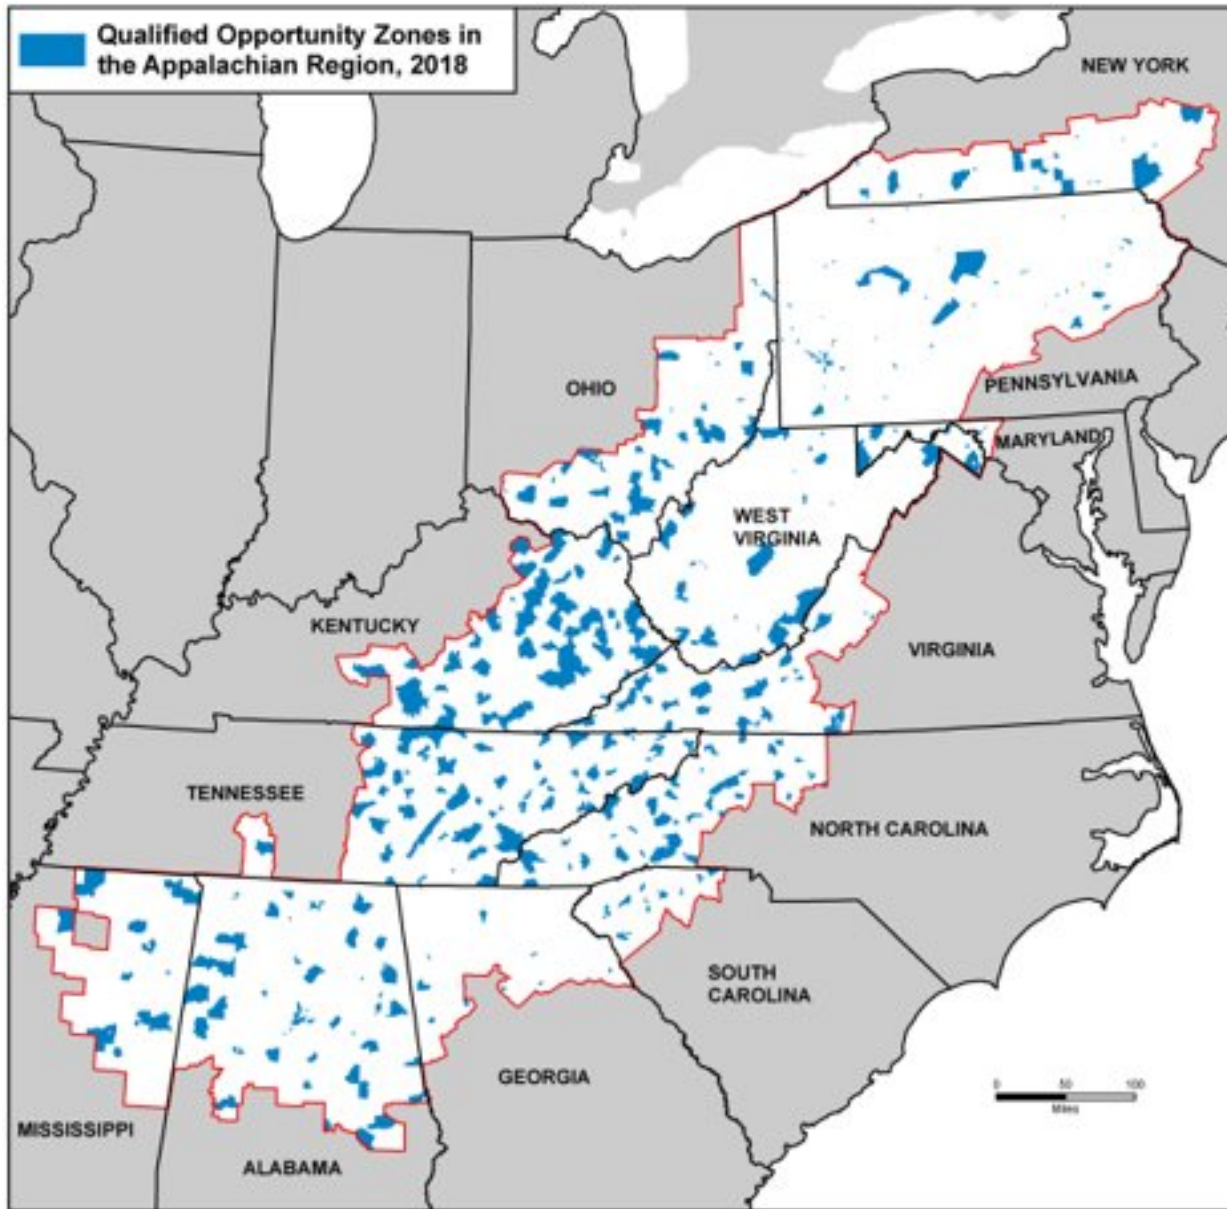 Qualified Opportunity Zones in
the Appalachian Region, 2018
NEW YORK
OHIO
PENNSYLVANIA
MARYLAND
WEST
VIRGINIA
KENTUCKY
VIRGINIA
TENNESSEE
NORTH CAROLINA
SOUTH
CAROLINA
GEORGIA
0 50 100
Miles
MISSISSIPPI
ALABAMA